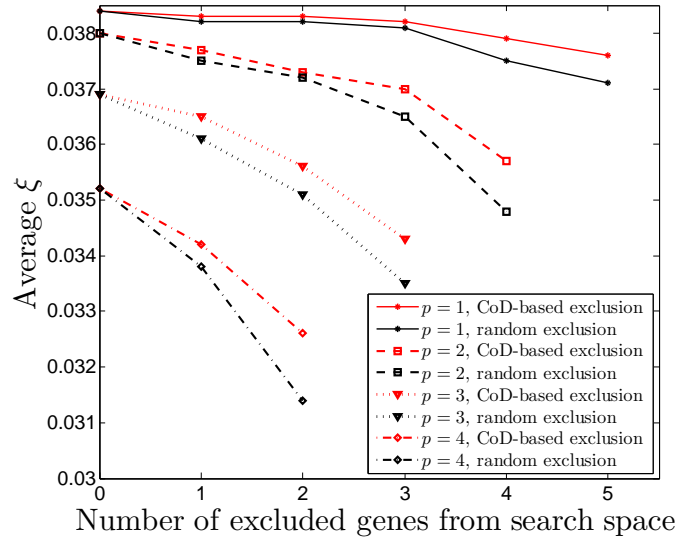 0.038
0.037
0.036
0.035
0.034
0.033
0.032
0.031
0.03
Average ξ
0 1 2 3 4 5
Number of excluded genes from search space
p = 1, CoD-based exclusion
p = 1, random exclusion
p = 2, CoD-based exclusion
p = 2, random exclusion
p = 3, CoD-based exclusion
p = 3, random exclusion
p = 4, CoD-based exclusion
p = 4, random exclusion